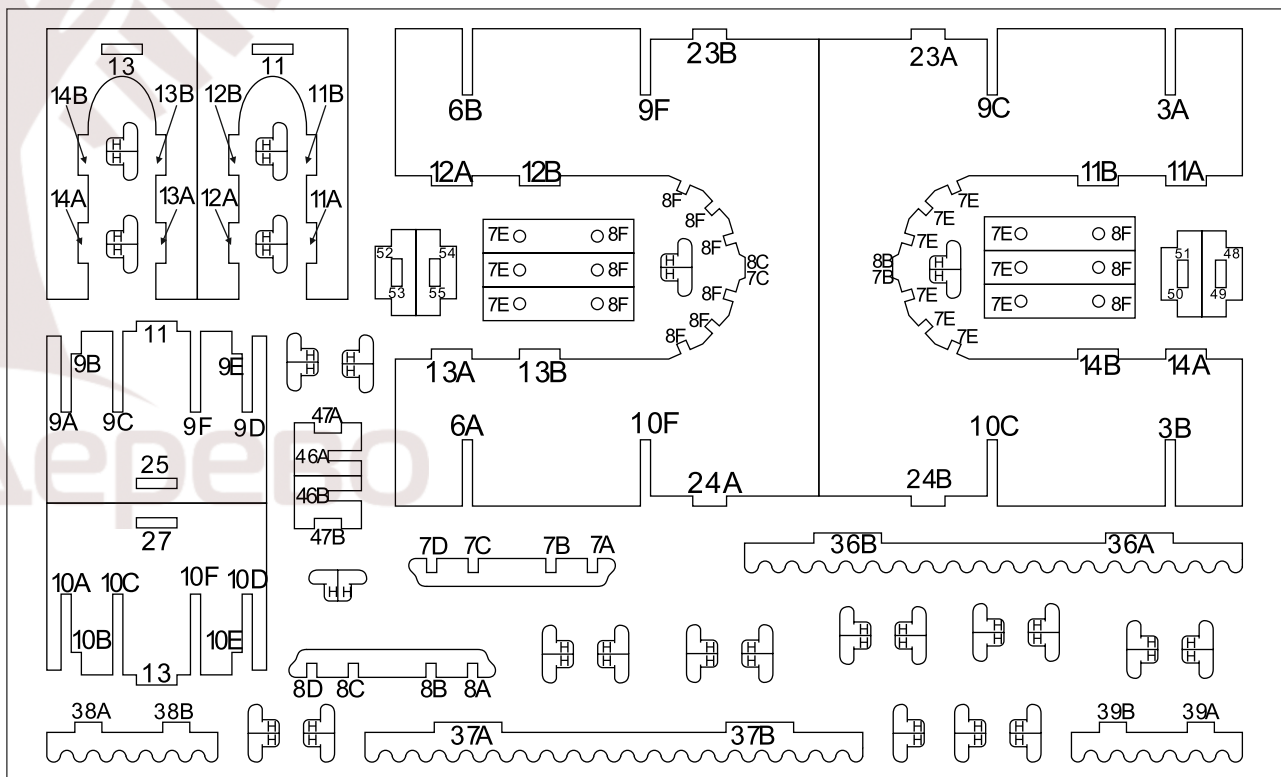 13 11
14B 13B 12B 11B
14A 13A 12A 11A
H H H H
H H H H
23B 23A
6B 9F 9C 3A
12A 12B 11B 11A
8F 7E
8F 7E
8F 7E
8C 8B
7C 7B
8F 7E
8F 7E
8F 7E
7E 8F 7E 8F
7E 8F 7E 8F
7E 8F 7E 8F
H H H H
52 54 51 48
53 55 50 49
11
9B 9E
9A 9C 9F 9D
25
H H H H
13A 13B 14B 14A
47A
46A
46B
47B
6A 10F 10C 3B
24A 24B
Дерево
27
10A 10C 10F 10D
10B 10E
13
7D 7C 7B 7A
36B 36A
H H
8D 8C 8B 8A
H H H H
H H H H
H H H H
H H H H
H H H H
38A 38B
H H H H
37A 37B
H H H H H H
39B 39A